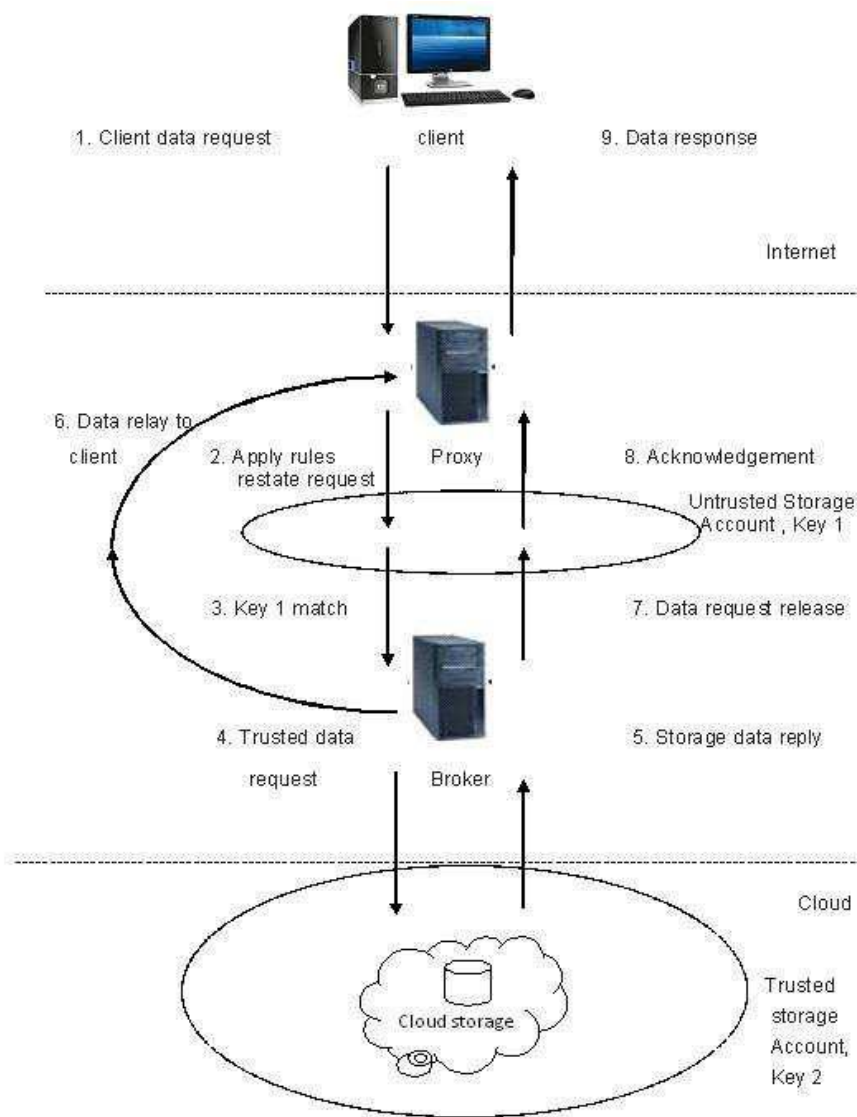 1. Client data request
client
9. Data response
Internet
6. Data relay to
client
2. Apply rules
restate request
Proxy
8. Acknowledgement
Untrusted Storage
Account , Key 1
3. Key 1 match
7. Data request release
4. Trusted data
request
Broker
5. Storage data reply
Cloud
Cloud storage
Trusted
storage
Account,
Key 2